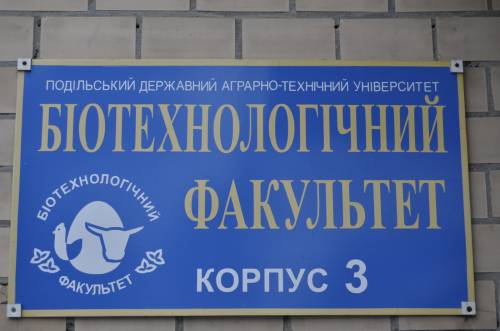 ПОДІЛЬСЬКИЙ ДЕРЖАВНИЙ АГРАРНО-ТЕХНІЧНИЙ УНІВЕРСИТЕТ
БІОТЕХНОЛОГІЧНИЙ
ФАКУЛЬТЕТ
БІОТЕХНОЛОГІЧНИЙ
ФАКУЛЬТЕТ
КОРПУС 3